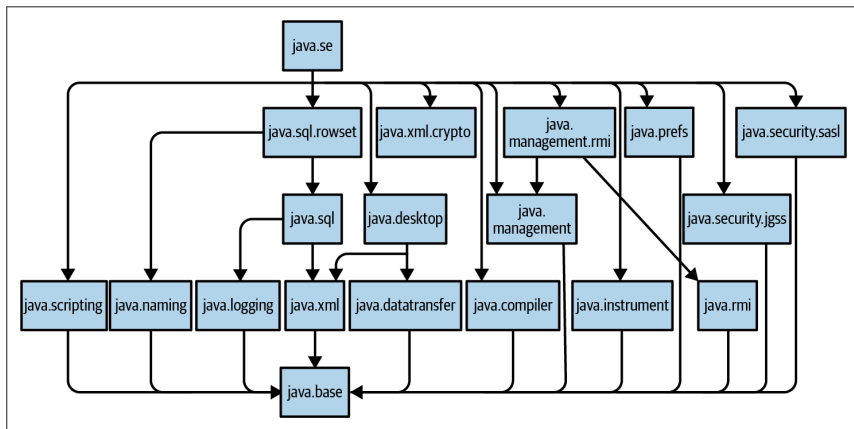 java.se
java.sql.rowset
java.xml.crypto
java.
management.rmi
java.prefs
java.security.sasl
java.sql
java.desktop
java.
management
java.security.jgss
java.scripting
java.naming
java.logging
java.xml
java.datatransfer
java.compiler
java.instrument
java.rmi
java.base